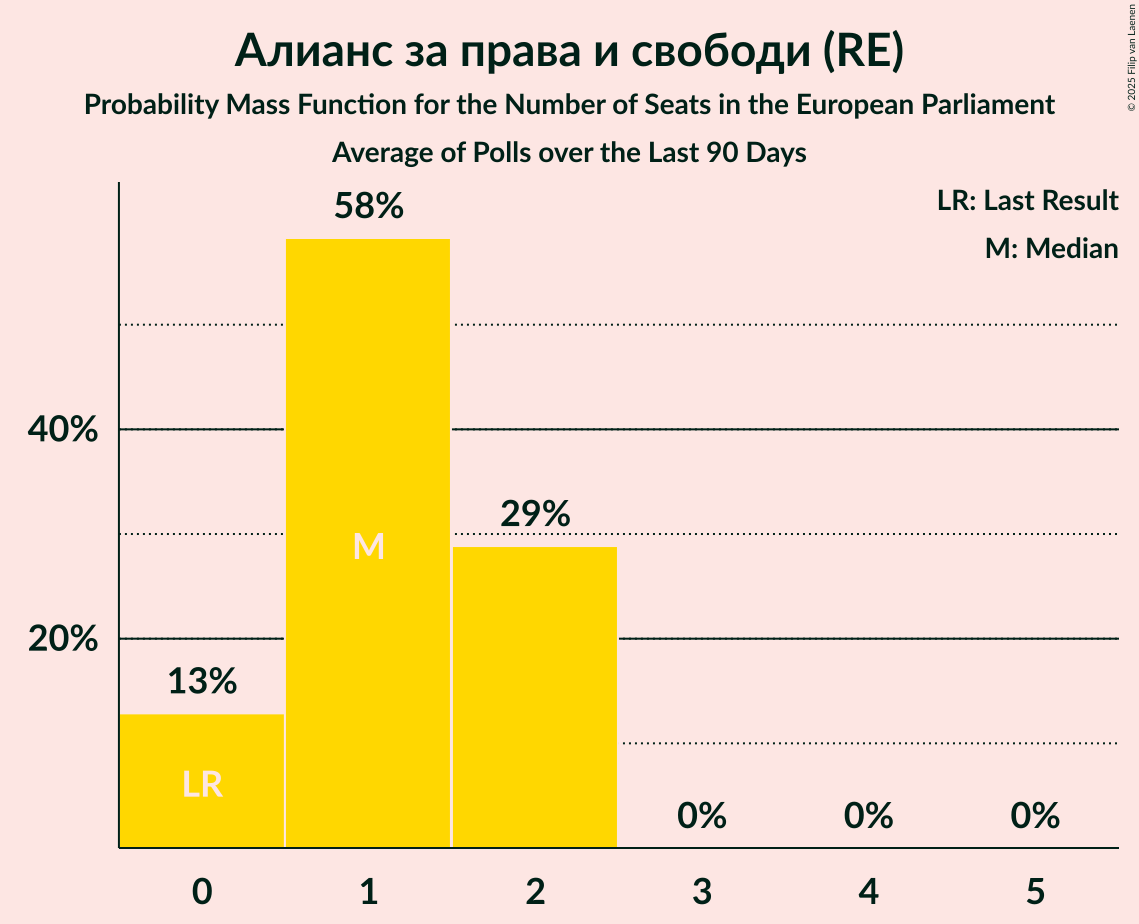 Алианс за права и свободи (RE)
Probability Mass Function for the Number of Seats in the European Parliament
Average of Polls over the Last 90 Days
© 2025 Filip van Laenen
LR: Last Result
M: Median
58%
40%
M
29%
20%
13%
LR
0%
0%
0%
0
1
2
3
4
5